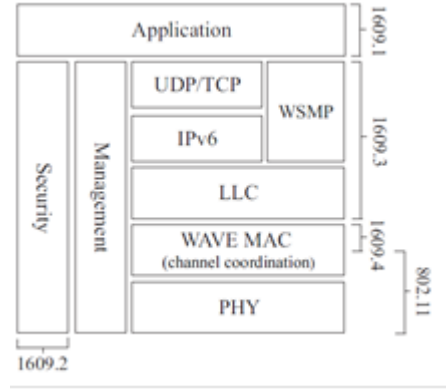 Application
1609.1
Security
Management
UDP/TCP
WSMP
IPv6
1609.3
LLC
WAVE MAC
(channel coordination)
1609.4
802.11
PHY
1609.2